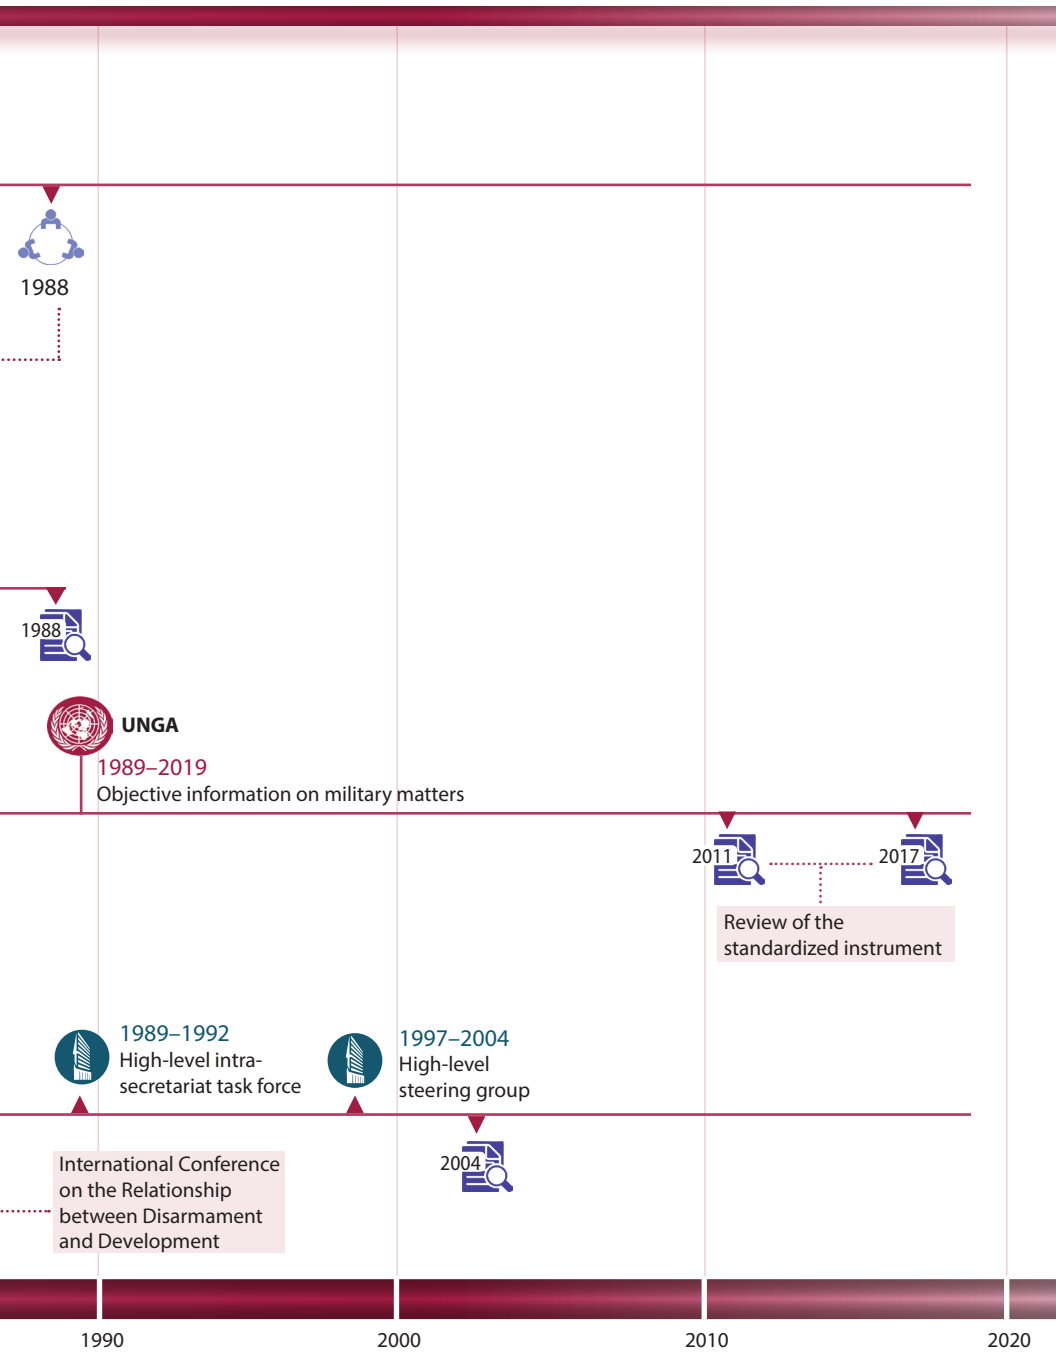 1988
1988
UNGA
1989–2019
Objective information on military matters
2011
2017
Review of the
standardized instrument
1989–1992
High-level intra-
secretariat task force
1997–2004
High-level
steering group
2004
International Conference
on the Relationship
between Disarmament
and Development
1990
2000
2010
2020